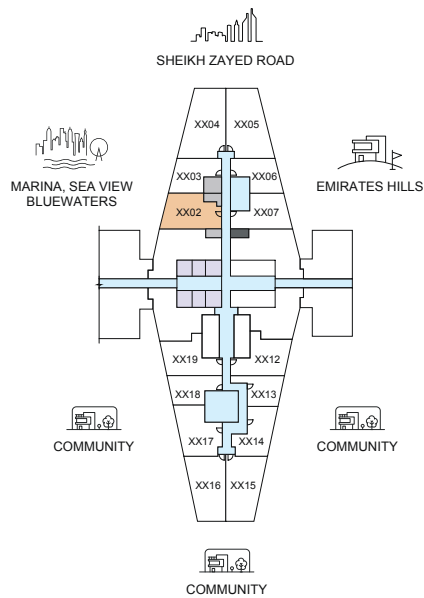 SHEIKH ZAYED ROAD
XX04 XX05
MARINA, SEA VIEW
BLUEWATERS
EMIRATES HILLS
XX03 XX06
XX02 XX07
XX19 XX12
XX18 XX13
XX17 XX14
XX16 XX15
COMMUNITY
COMMUNITY
COMMUNITY